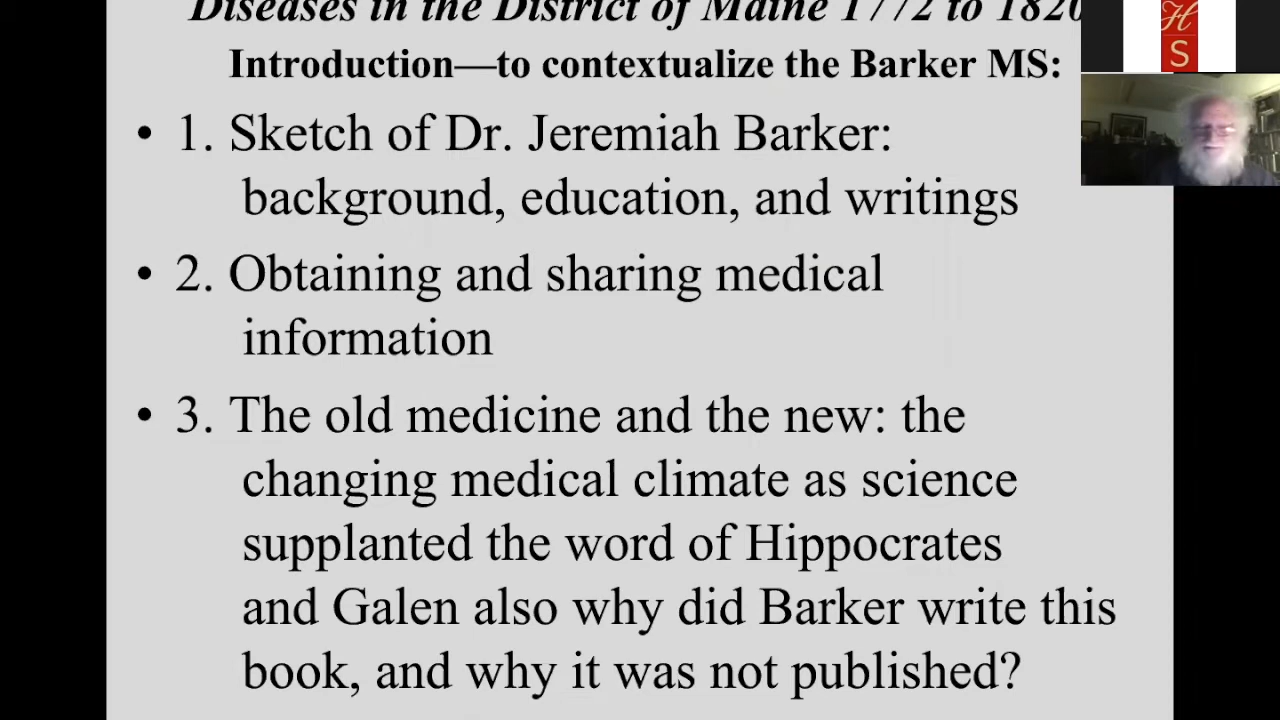 Diseases in the District of Maine 1772 to 1820
Introduction—to contextualize the Barker MS:
• 1. Sketch of Dr. Jeremiah Barker:
background, education, and writings
• 2. Obtaining and sharing medical
information
• 3. The old medicine and the new: the
changing medical climate as science
supplanted the word of Hippocrates
and Galen also why did Barker write this
book, and why it was not published?
H
S